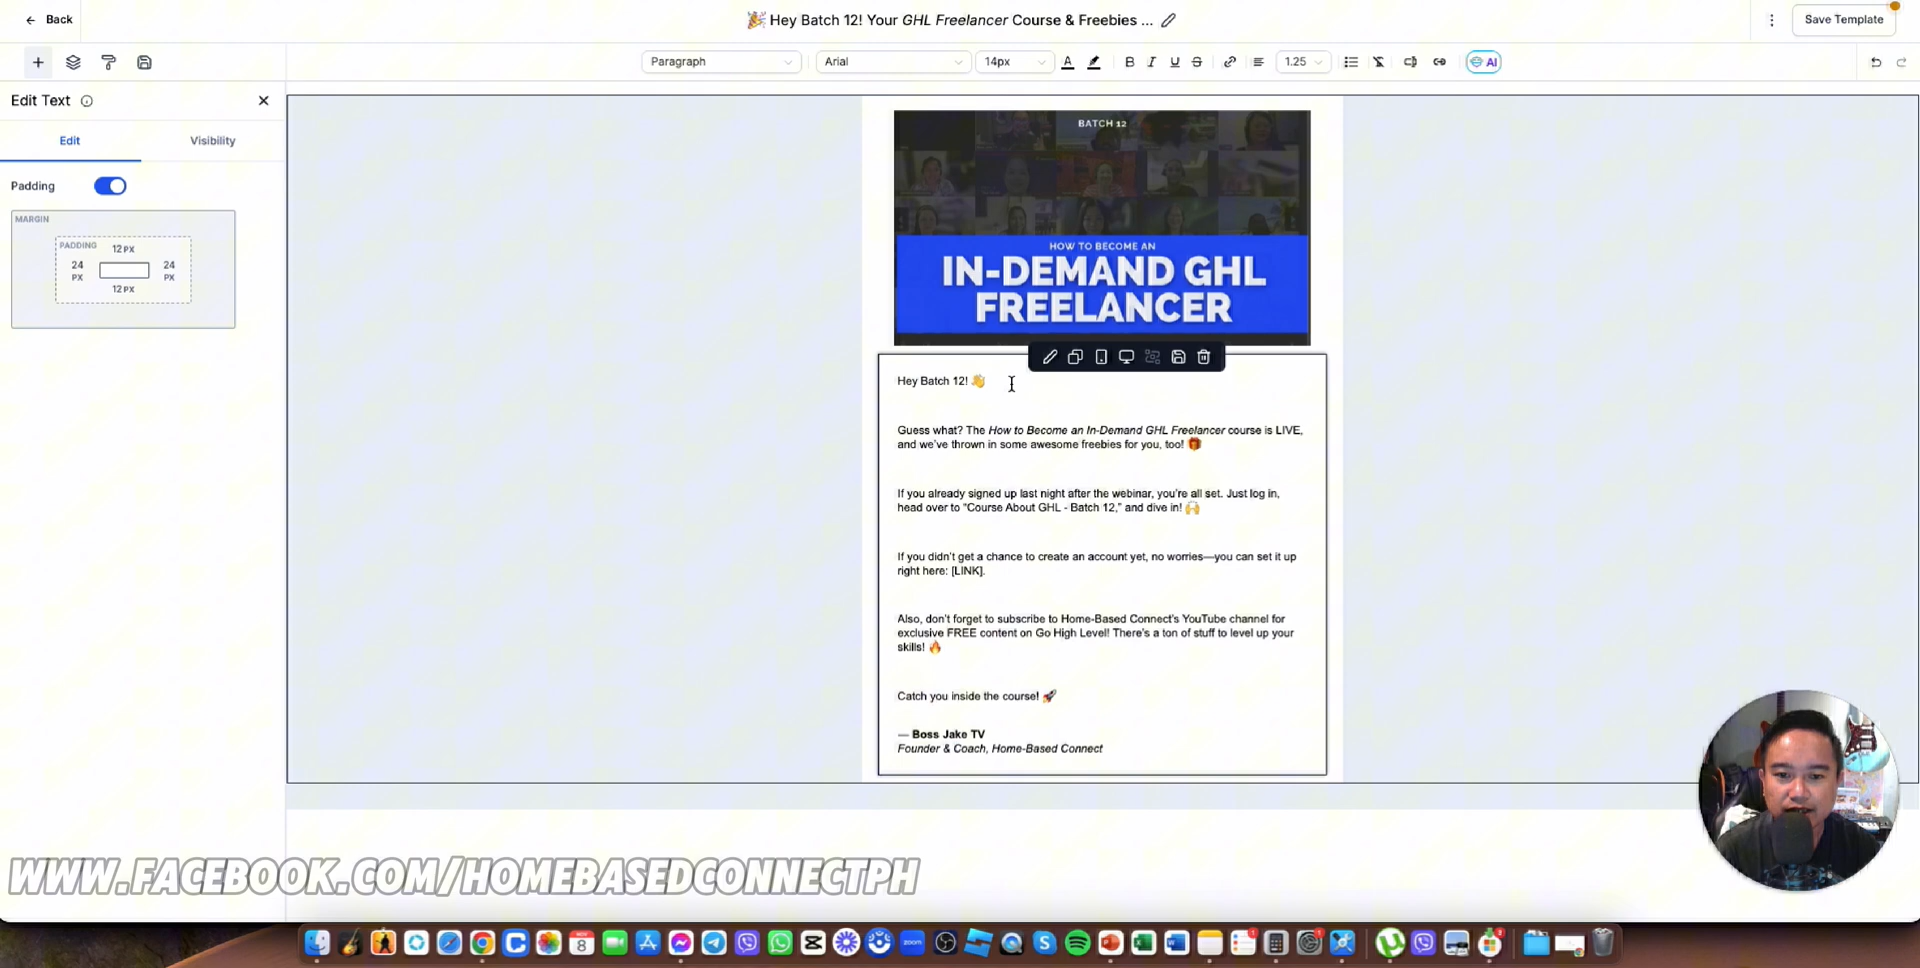 Back
🎉 Hey Batch 12! Your GHL Freelancer Course & Freebies ...
Save Template
Paragraph
Arial
14px
A
B
I
U
S
1.25
AI
Edit Text
Edit
Visibility
Padding
MARGIN
PADDING
12 PX
24
PX
24
PX
12 PX
BATCH 12
HOW TO BECOME AN
IN-DEMAND GHL
FREELANCER
Hey Batch 12! 👋
Guess what? The How to Become an In-Demand GHL Freelancer course is LIVE,
and we've thrown in some awesome freebies for you, too! 🎁
If you already signed up last night after the webinar, you're all set. Just log in,
head over to "Course About GHL - Batch 12," and dive in! 🙌
If you didn't get a chance to create an account yet, no worries—you can set it up
right here: [LINK].
Also, don't forget to subscribe to Home-Based Connect's YouTube channel for
exclusive FREE content on Go High Level! There's a ton of stuff to level up your
skills! 🔥
Catch you inside the course! 🚀
— Boss Jake TV
Founder & Coach, Home-Based Connect
WWW.FACEBOOK.COM/HOMEBASEDCONNECTPH
NOV
8
zoom